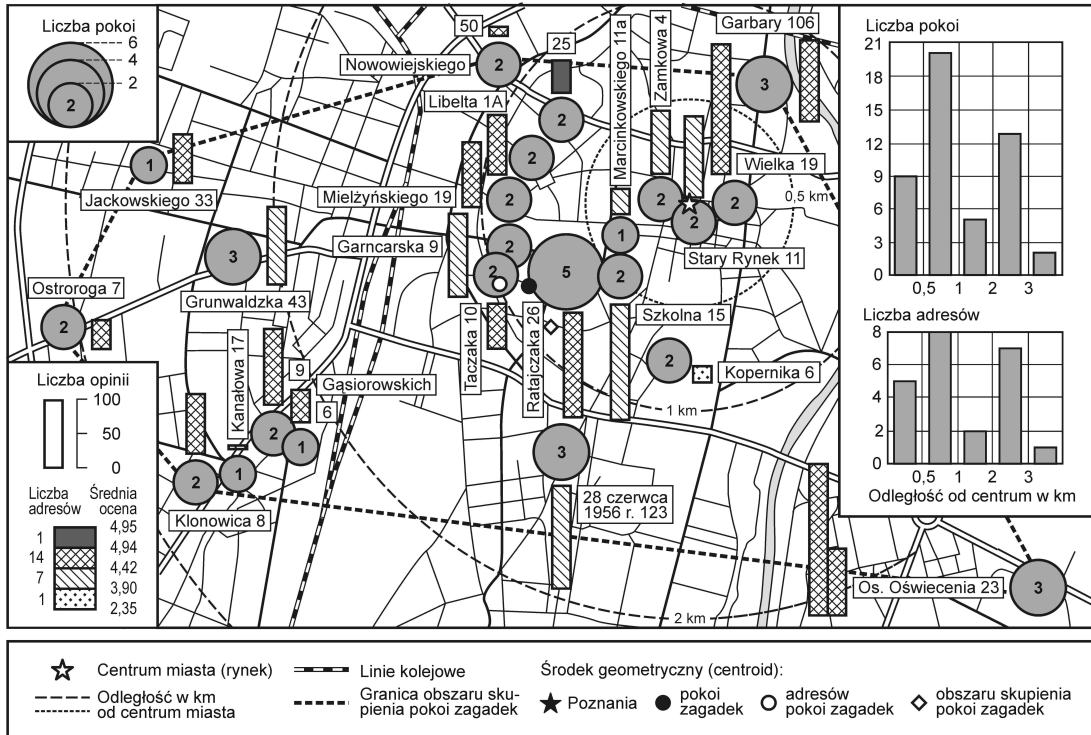 Liczba pokoi
6
4
2
2
50
Nowowiejskiego
2
25
Libelta 1A
2
2
Marcinkowskiego 11a
Zamkowa 4
Garbary 106
3
Wielka 19
0,5 km
1
Jackowskiego 33
Mielżyńskiego 19
2
2
2
2
Stary Rynek 11
1
Garncarska 9
2
2
5
2
Szkolna 15
3
Grunwaldzka 43
Ostroroga 7
2
Taczaka 10
Ratajczaka 26
2
Kopernika 6
1 km
Kanałowa 17
9
Gąsiorowskich
6
2
1
1
2
Klonowica 8
3
28 czerwca
1956 r. 123
2 km
Os. Oświecenia 23
3
Liczba opinii
100
50
0
Liczba adresów
Średnia ocena
4,95
1
4,94
14
4,42
7
3,90
1
2,35
Liczba pokoi
21
18
15
12
9
6
3
0
0,5 1 2 3
Liczba adresów
8
6
4
2
0
0,5 1 2 3
Odległość od centrum w km
Centrum miasta (rynek)
Odległość w km
od centrum miasta
Linie kolejowe
Granica obszaru sku-
pienia pokoi zagadek
Środek geometryczny (centroid):
Poznania
pokoi
zagadek
adresów
pokoi zagadek
obszaru skupienia
pokoi zagadek